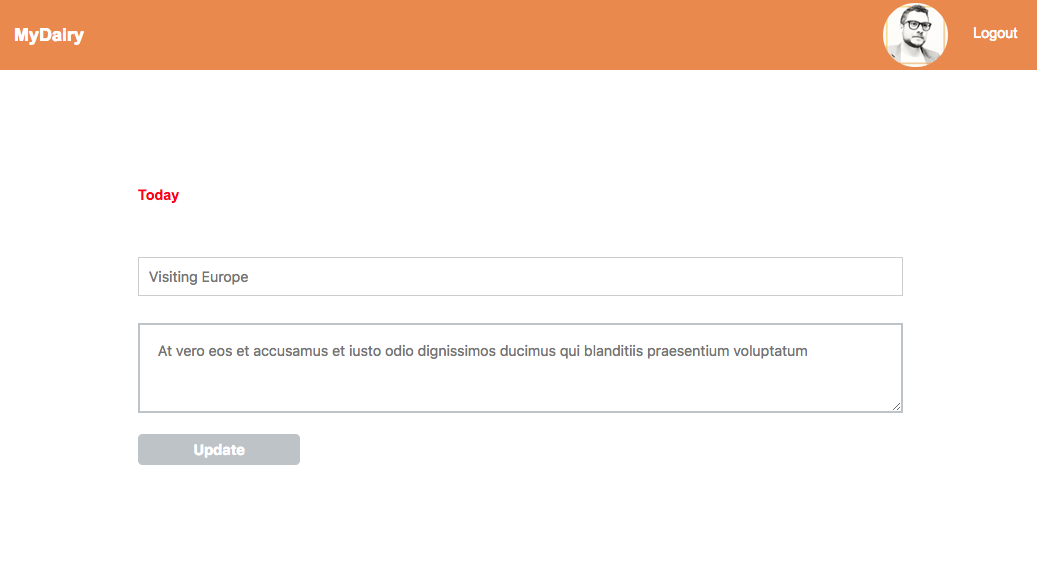 MyDairy
Logout
Today
Visiting Europe
At vero eos et accusamus et iusto odio dignissimos ducimus qui blanditiis praesentium voluptatum
Update